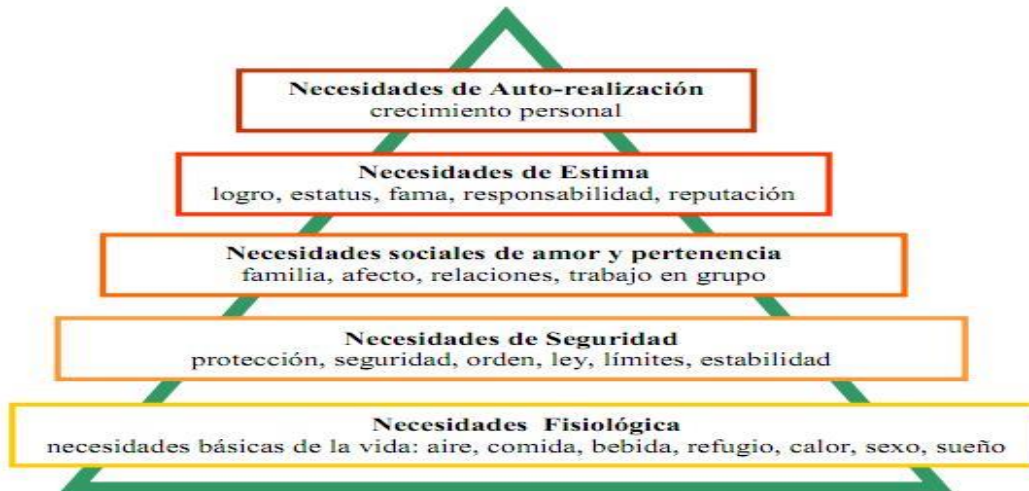 Necesidades de Auto-realización
crecimiento personal
Necesidades de Estima
logro, estatus, fama, responsabilidad, reputación
Necesidades sociales de amor y pertenencia
familia, afecto, relaciones, trabajo en grupo
Necesidades de Seguridad
protección, seguridad, orden, ley, límites, estabilidad
Necesidades Fisiológica
necesidades básicas de la vida: aire, comida, bebida, refugio, calor, sexo, sueño